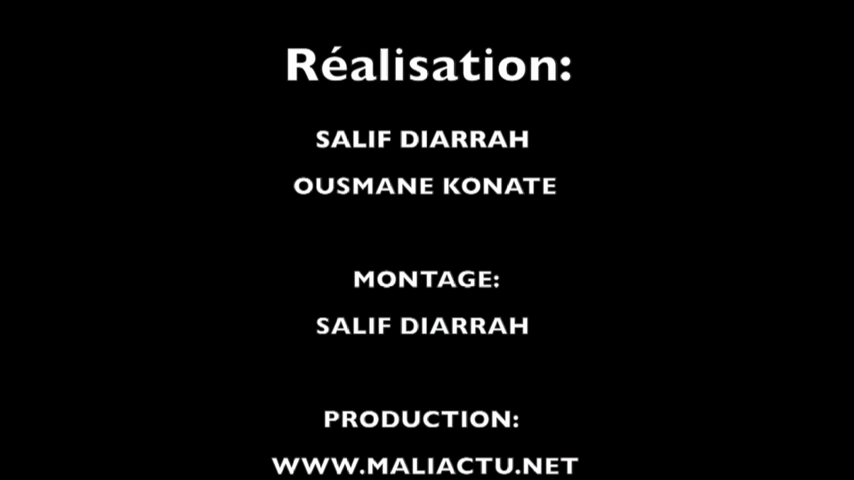 Réalisation:
SALIF DIARRAH
OUSMANE KONATE
MONTAGE:
SALIF DIARRAH
PRODUCTION:
WWW.MALIACTU.NET